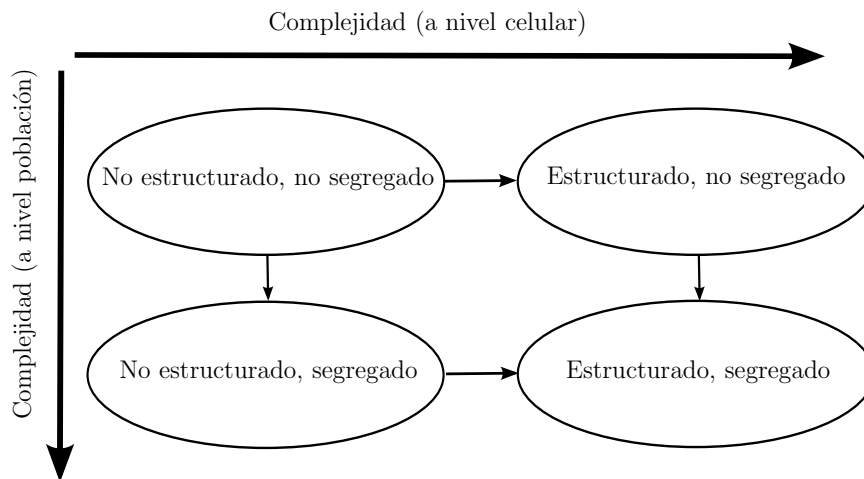 Complejidad (a nivel celular)
Complejidad (a nivel población)
No estructurado, no segregado
Estructurado, no segregado
No estructurado, segregado
Estructurado, segregado